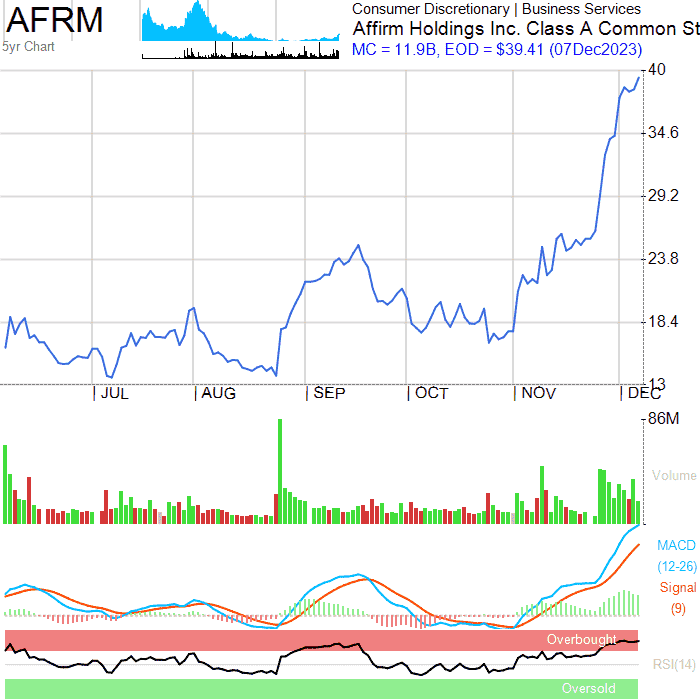 AFRM
5yr Chart
Consumer Discretionary | Business Services
Affirm Holdings Inc. Class A Common St
MC = 11.9B, EOD = $39.41 (07Dec2023)
40
34.6
29.2
23.8
18.4
13
JUL AUG SEP OCT NOV DEC
86M
Volume
MACD
(12-26)
Signal
(9)
Overbought
RSI(14)
Oversold